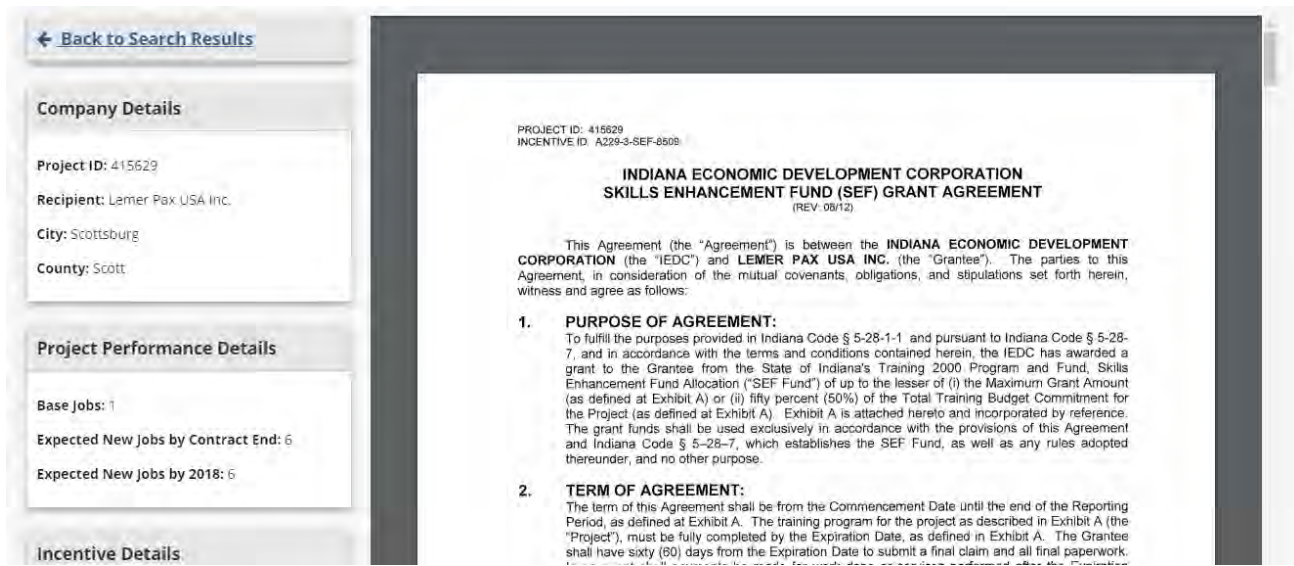 ← Back to Search Results
Company Details
Project ID: 415629
Recipient: Lemer Pax USA Inc.
City: Scottsburg
County: Scott
Project Performance Details
Base Jobs: 1
Expected New Jobs by Contract End: 6
Expected New Jobs by 2018: 6
Incentive Details
PROJECT ID: 415629
INCENTIVE ID: A229-3-SEF-8509
INDIANA ECONOMIC DEVELOPMENT CORPORATION
SKILLS ENHANCEMENT FUND (SEF) GRANT AGREEMENT
(REV: 08/12)
This Agreement (the “Agreement”) is between the INDIANA ECONOMIC DEVELOPMENT
CORPORATION (the “IEDC”) and LEMER PAX USA INC. (the “Grantee”). The parties to this
Agreement, in consideration of the mutual covenants, obligations, and stipulations set forth herein,
witness and agree as follows:
1. PURPOSE OF AGREEMENT:
To fulfill the purposes provided in Indiana Code § 5-28-1-1 and pursuant to Indiana Code § 5-28-
7, and in accordance with the terms and conditions contained herein, the IEDC has awarded a
grant to the Grantee from the State of Indiana's Training 2000 Program and Fund, Skills
Enhancement Fund Allocation (“SEF Fund”) of up to the lesser of (i) the Maximum Grant Amount
(as defined at Exhibit A) or (ii) fifty percent (50%) of the Total Training Budget Commitment for
the Project (as defined at Exhibit A). Exhibit A is attached hereto and incorporated by reference.
The grant funds shall be used exclusively in accordance with the provisions of this Agreement
and Indiana Code § 5–28–7, which establishes the SEF Fund, as well as any rules adopted
thereunder, and no other purpose.
2. TERM OF AGREEMENT:
The term of this Agreement shall be from the Commencement Date until the end of the Reporting
Period, as defined at Exhibit A. The training program for the project as described in Exhibit A (the
“Project”), must be fully completed by the Expiration Date, as defined in Exhibit A. The Grantee
shall have sixty (60) days from the Expiration Date to submit a final claim and all final paperwork.